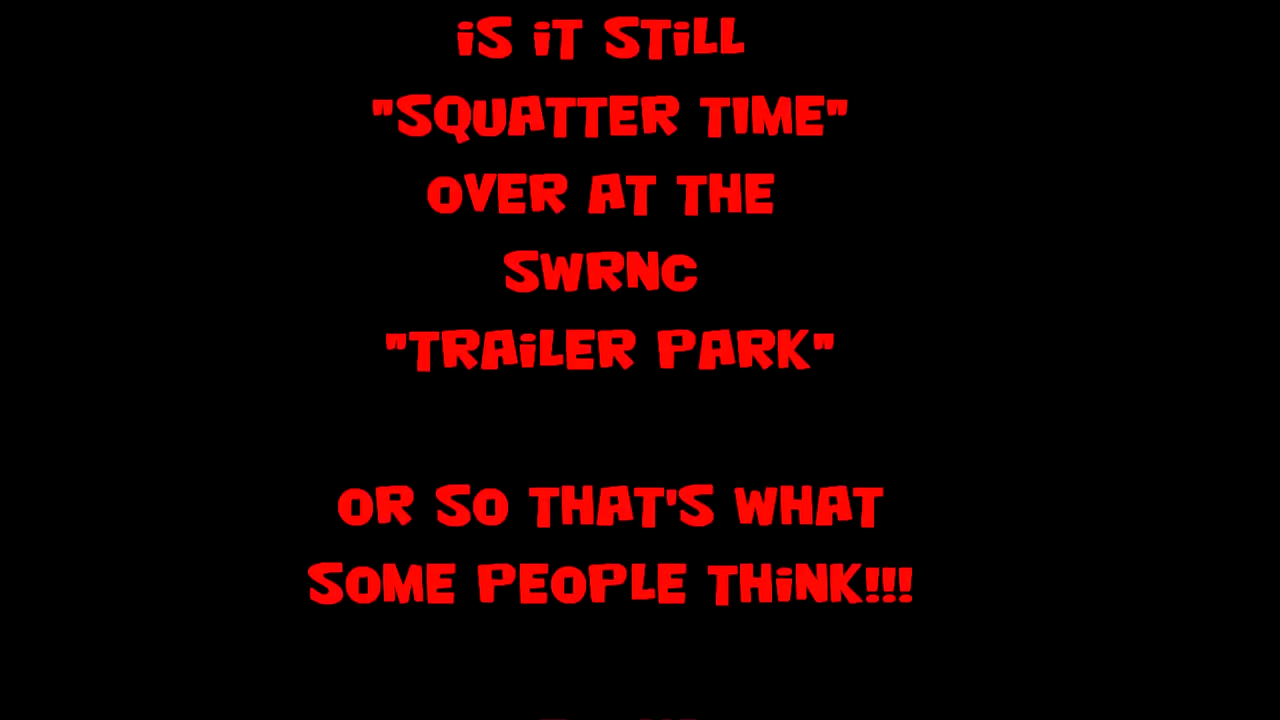 iS iT STiLL
"SQUATTER TIME"
OVER AT THE
SWRNC
"TRAiLER PARK"
OR SO THAT'S WHAT
SOME PEOPLE THiNK!!!